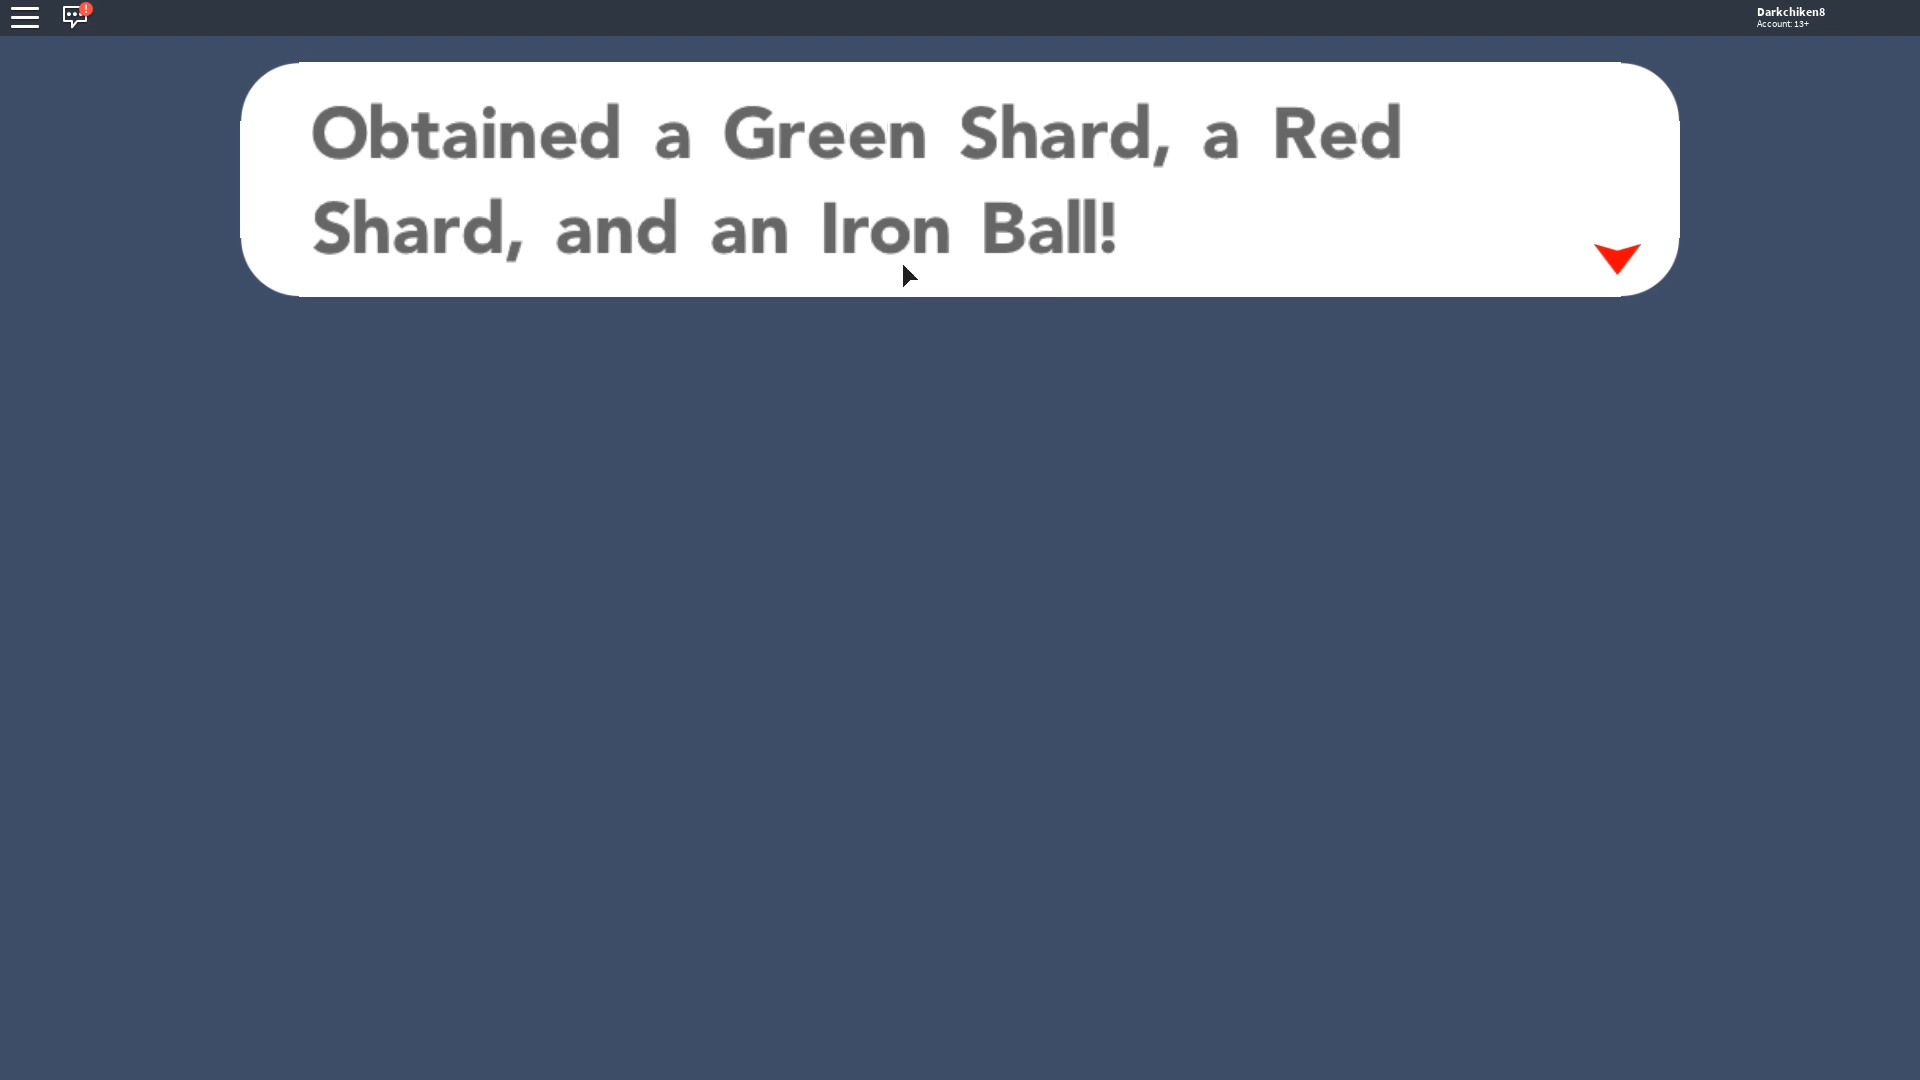 Darkchiken8
Account: 13+
Obtained a Green Shard, a Red
Shard, and an Iron Ball!